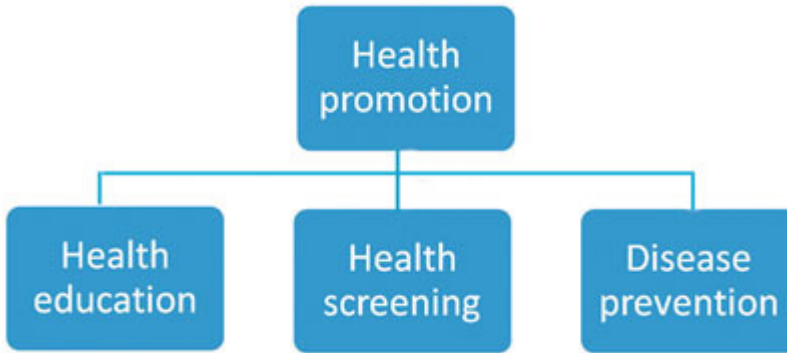 Health
promotion
Health
education
Health
screening
Disease
prevention